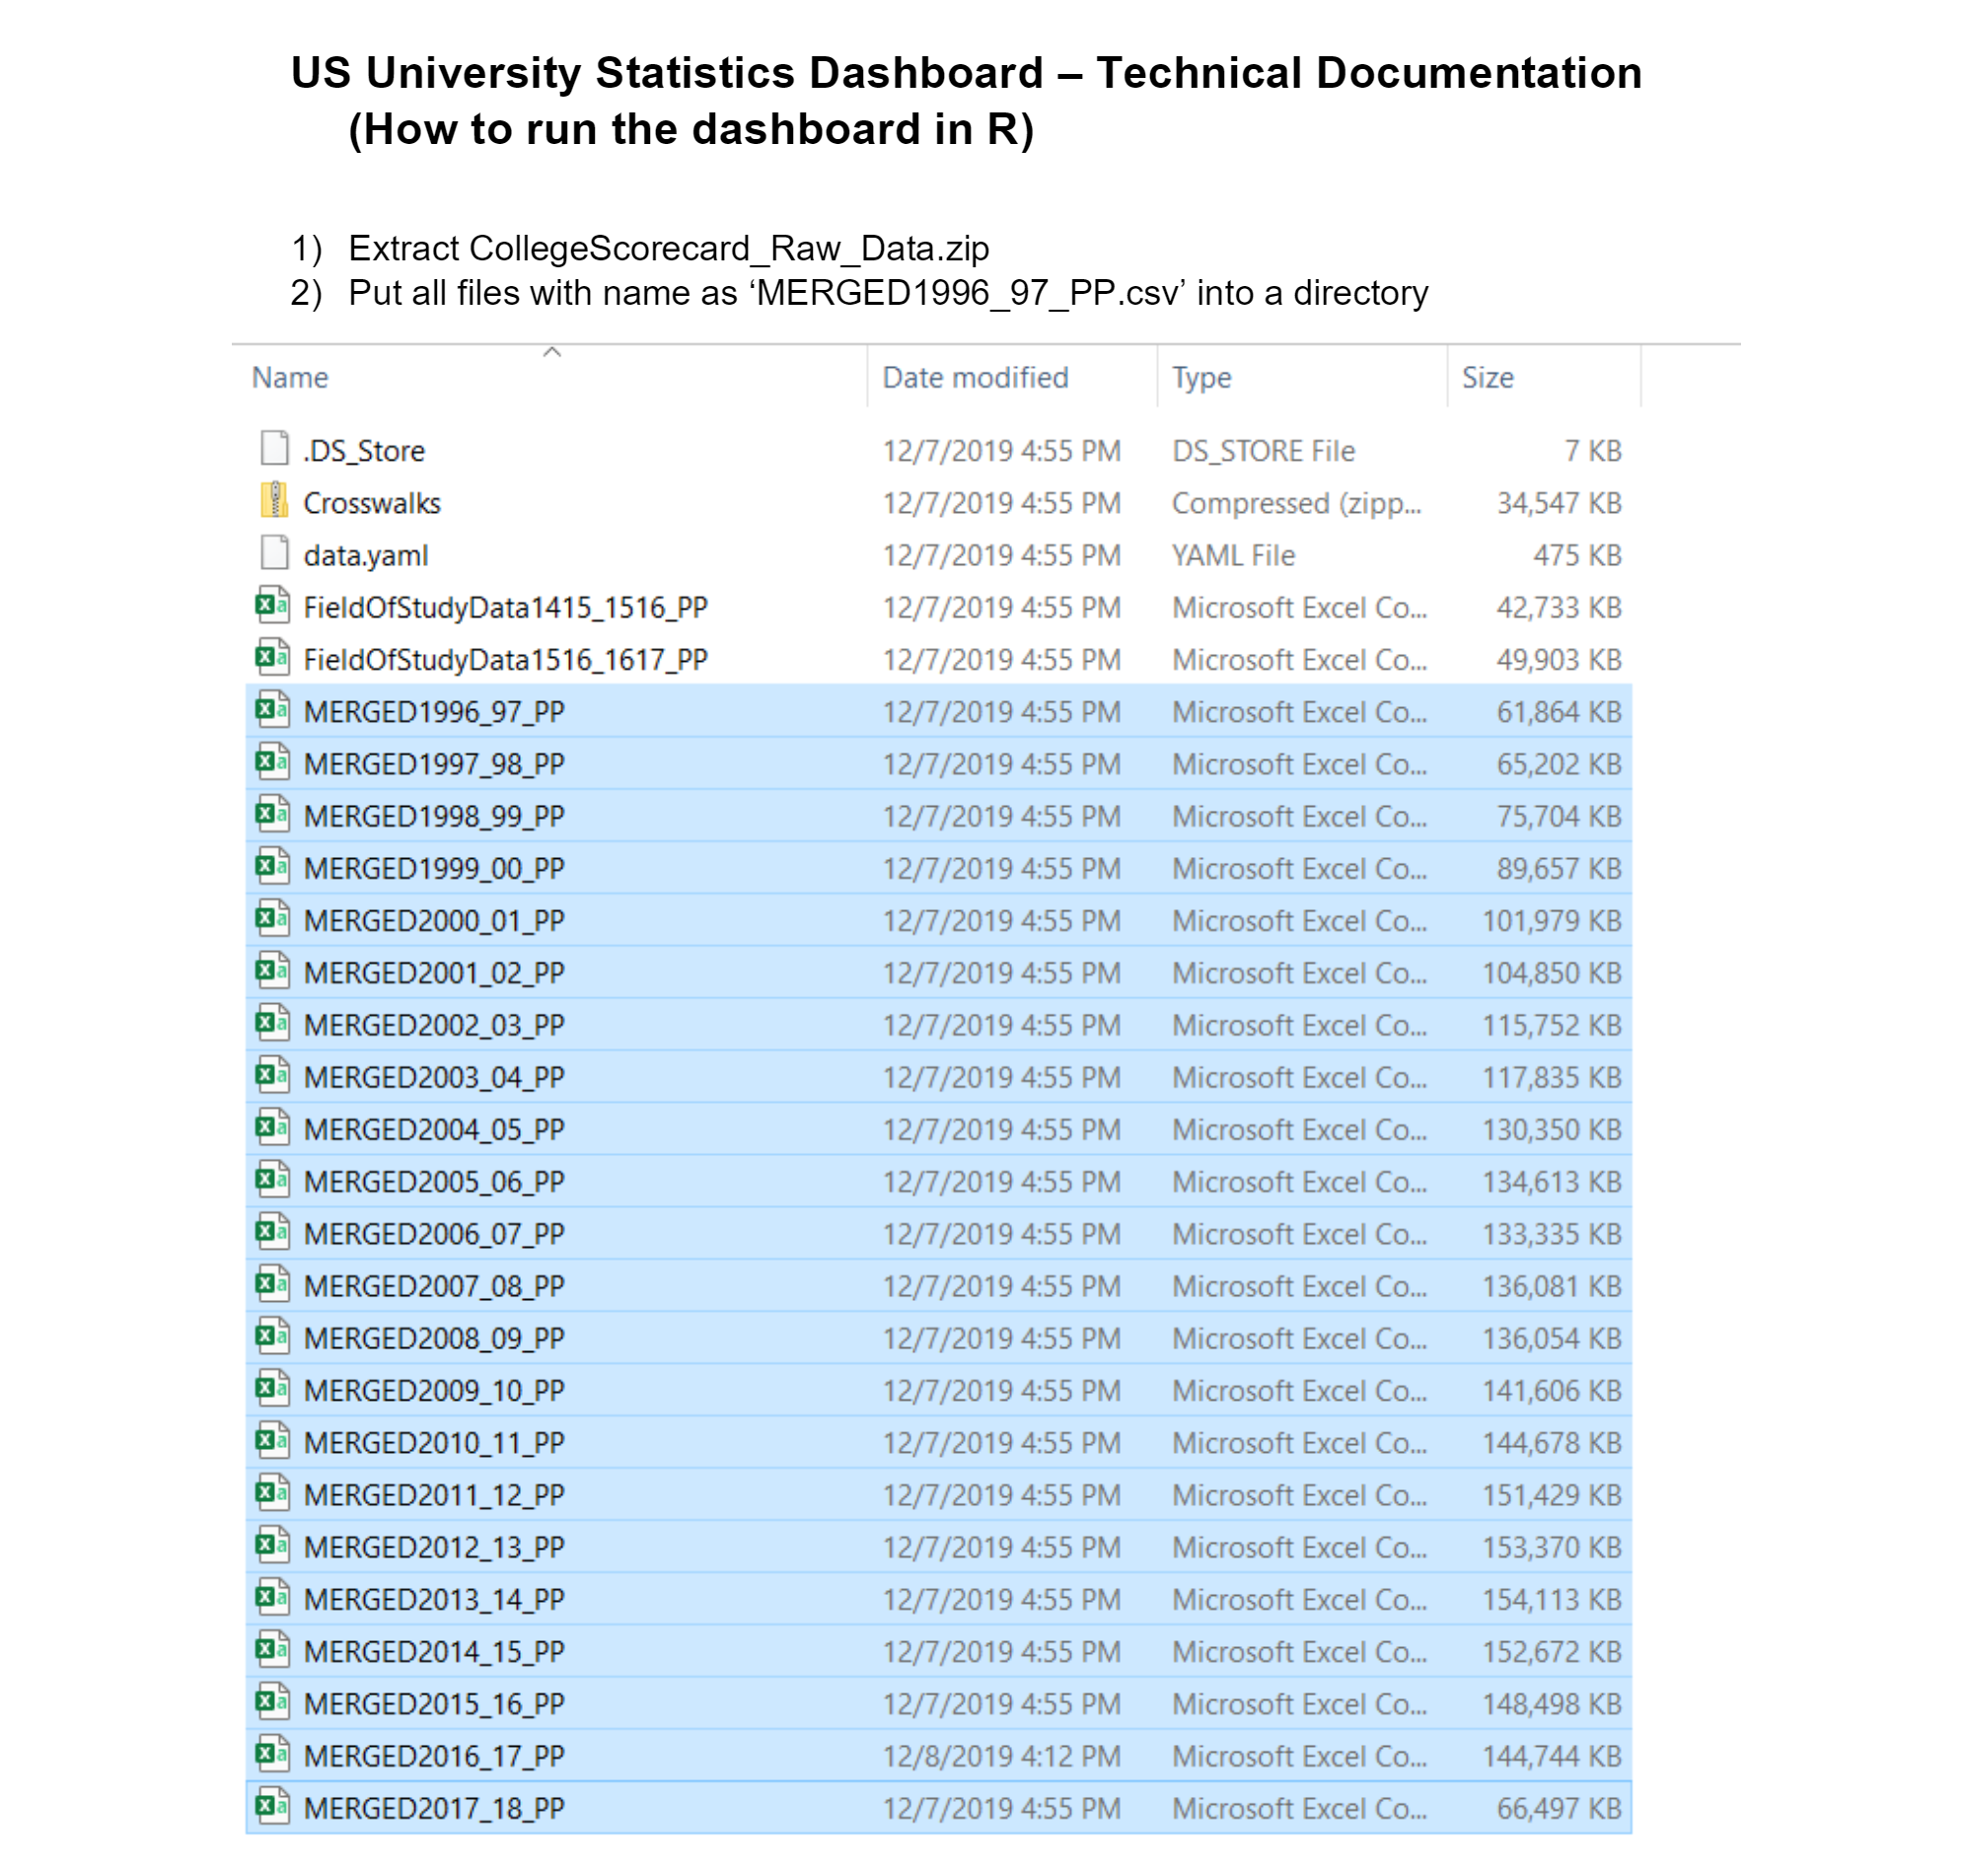 US University Statistics Dashboard – Technical Documentation
(How to run the dashboard in R)
1) Extract CollegeScorecard_Raw_Data.zip
2) Put all files with name as ‘MERGED1996_97_PP.csv’ into a directory
Name Date modified Type Size
.DS_Store 12/7/2019 4:55 PM DS_STORE File 7 KB
Crosswalks 12/7/2019 4:55 PM Compressed (zipp... 34,547 KB
data.yaml 12/7/2019 4:55 PM YAML File 475 KB
FieldOfStudyData1415_1516_PP 12/7/2019 4:55 PM Microsoft Excel Co... 42,733 KB
FieldOfStudyData1516_1617_PP 12/7/2019 4:55 PM Microsoft Excel Co... 49,903 KB
MERGED1996_97_PP 12/7/2019 4:55 PM Microsoft Excel Co... 61,864 KB
MERGED1997_98_PP 12/7/2019 4:55 PM Microsoft Excel Co... 65,202 KB
MERGED1998_99_PP 12/7/2019 4:55 PM Microsoft Excel Co... 75,704 KB
MERGED1999_00_PP 12/7/2019 4:55 PM Microsoft Excel Co... 89,657 KB
MERGED2000_01_PP 12/7/2019 4:55 PM Microsoft Excel Co... 101,979 KB
MERGED2001_02_PP 12/7/2019 4:55 PM Microsoft Excel Co... 104,850 KB
MERGED2002_03_PP 12/7/2019 4:55 PM Microsoft Excel Co... 115,752 KB
MERGED2003_04_PP 12/7/2019 4:55 PM Microsoft Excel Co... 117,835 KB
MERGED2004_05_PP 12/7/2019 4:55 PM Microsoft Excel Co... 130,350 KB
MERGED2005_06_PP 12/7/2019 4:55 PM Microsoft Excel Co... 134,613 KB
MERGED2006_07_PP 12/7/2019 4:55 PM Microsoft Excel Co... 133,335 KB
MERGED2007_08_PP 12/7/2019 4:55 PM Microsoft Excel Co... 136,081 KB
MERGED2008_09_PP 12/7/2019 4:55 PM Microsoft Excel Co... 136,054 KB
MERGED2009_10_PP 12/7/2019 4:55 PM Microsoft Excel Co... 141,606 KB
MERGED2010_11_PP 12/7/2019 4:55 PM Microsoft Excel Co... 144,678 KB
MERGED2011_12_PP 12/7/2019 4:55 PM Microsoft Excel Co... 151,429 KB
MERGED2012_13_PP 12/7/2019 4:55 PM Microsoft Excel Co... 153,370 KB
MERGED2013_14_PP 12/7/2019 4:55 PM Microsoft Excel Co... 154,113 KB
MERGED2014_15_PP 12/7/2019 4:55 PM Microsoft Excel Co... 152,672 KB
MERGED2015_16_PP 12/7/2019 4:55 PM Microsoft Excel Co... 148,498 KB
MERGED2016_17_PP 12/8/2019 4:12 PM Microsoft Excel Co... 144,744 KB
MERGED2017_18_PP 12/7/2019 4:55 PM Microsoft Excel Co... 66,497 KB